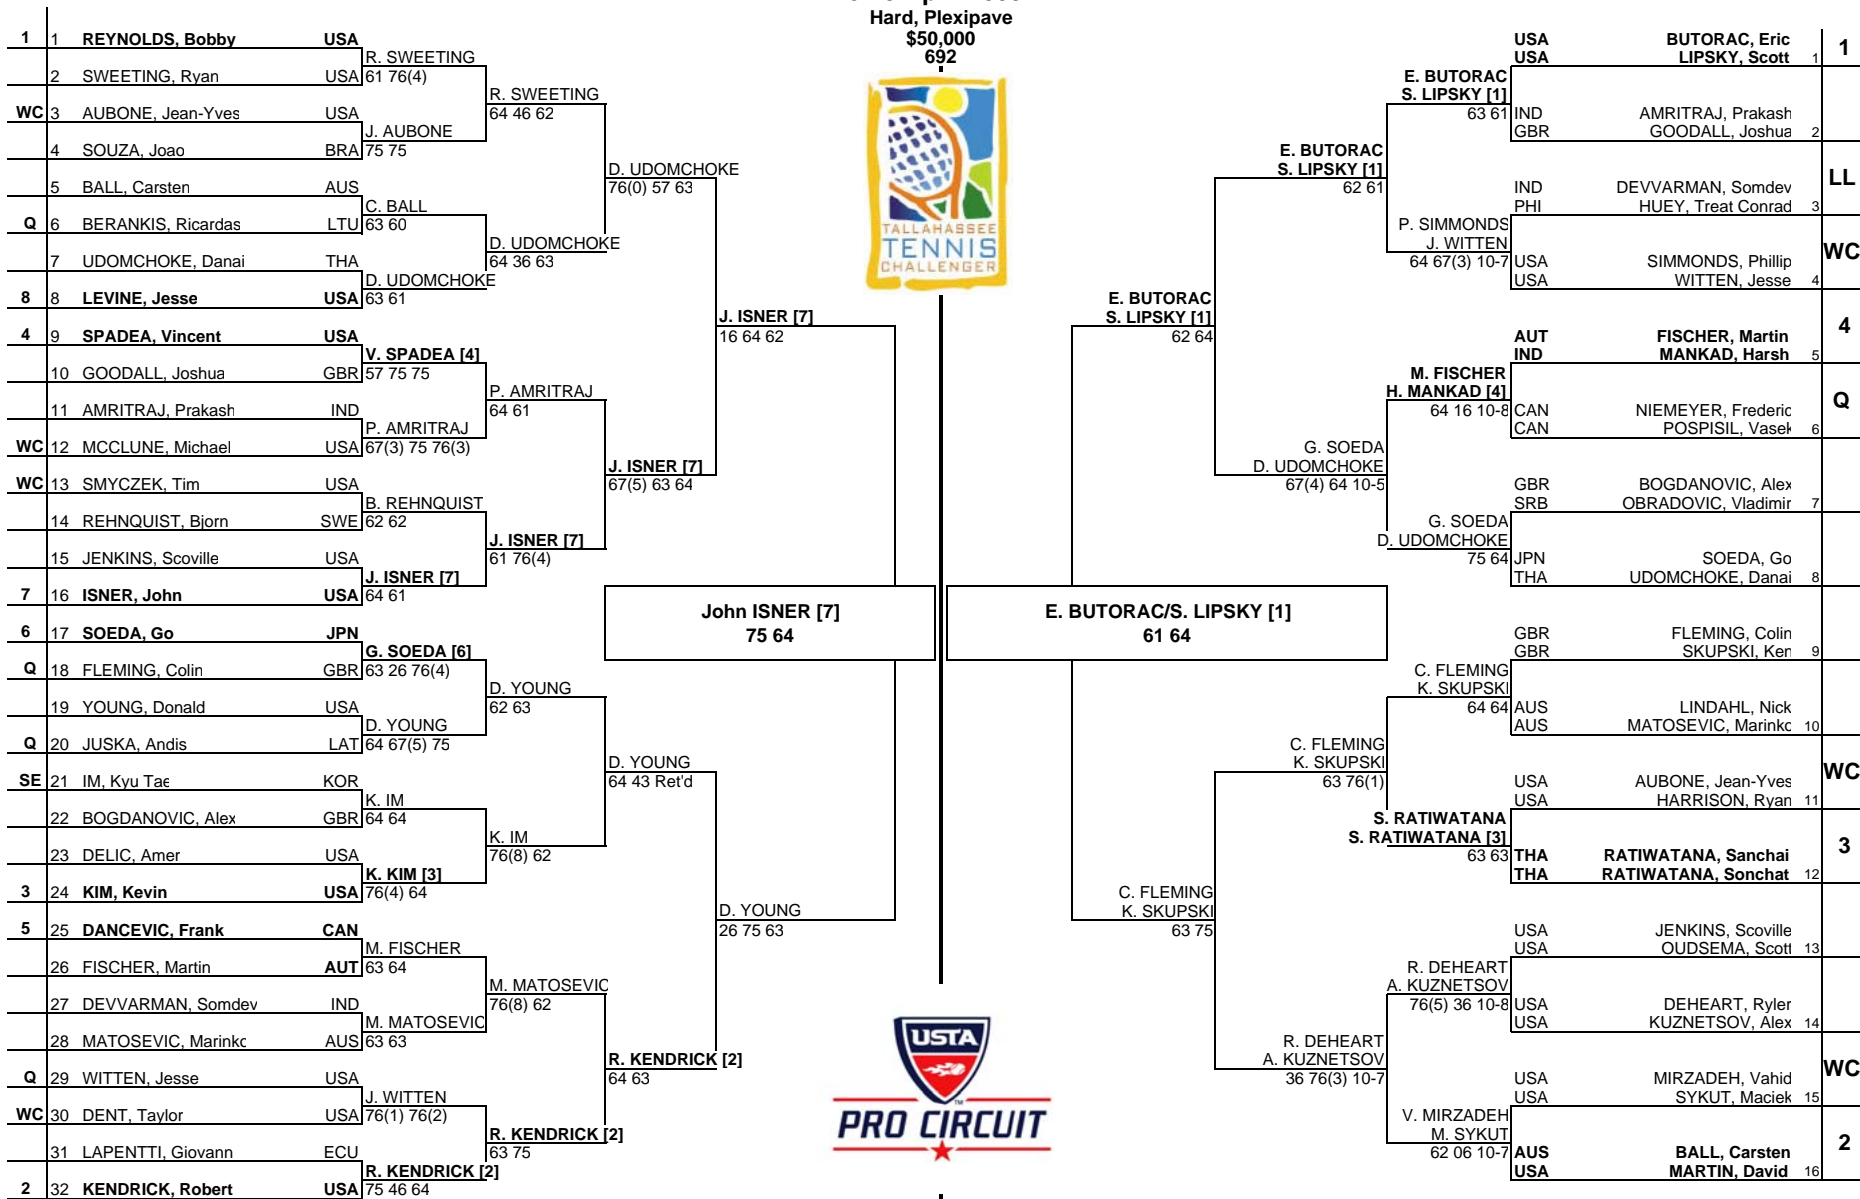 Hard, Plexipave
$50,000
692
1 1 REYNOLDS, Bobby USA
R. SWEETING
2 SWEETING, Ryan USA 61 76(4)
R. SWEETING
WC 3 AUBONE, Jean-Yves USA 64 46 62
J. AUBONE
4 SOUZA, Joao BRA 75 75
D. UDOMCHOKE
5 BALL, Carsten AUS 76(0) 57 63
C. BALL
Q 6 BERANKIS, Ricardas LTU 63 60
D. UDOMCHOKE
7 UDOMCHOKE, Danai THA 64 36 63
D. UDOMCHOKE
8 8 LEVINE, Jesse USA 63 61
J. ISNER [7]
4 9 SPADEA, Vincent USA 16 64 62
V. SPADEA [4]
10 GOODALL, Joshua GBR 57 75 75
P. AMRITRAJ
11 AMRITRAJ, Prakash IND 64 61
P. AMRITRAJ
WC 12 MCCLUNE, Michael USA 67(3) 75 76(3)
J. ISNER [7]
WC 13 SMYCZEK, Tim USA 67(5) 63 64
B. REHNQUIST
14 REHNQUIST, Bjorn SWE 62 62
J. ISNER [7]
15 JENKINS, Scoville USA 61 76(4)
J. ISNER [7]
7 16 ISNER, John USA 64 61
John ISNER [7]
75 64
6 17 SOEDA, Go JPN
G. SOEDA [6]
Q 18 FLEMING, Colin GBR 63 26 76(4)
D. YOUNG
19 YOUNG, Donald USA 62 63
D. YOUNG
Q 20 JUSKA, Andis LAT 64 67(5) 75
D. YOUNG
SE 21 IM, Kyu Tae KOR 64 43 Ret'd
K. IM
22 BOGDANOVIC, Alex GBR 64 64
K. IM
23 DELIC, Amer USA 76(8) 62
K. KIM [3]
3 24 KIM, Kevin USA 76(4) 64
D. YOUNG
5 25 DANCEVIC, Frank CAN 26 75 63
M. FISCHER
26 FISCHER, Martin AUT 63 64
M. MATOSEVIC
27 DEVVARMAN, Somdev IND 76(8) 62
M. MATOSEVIC
28 MATOSEVIC, Marinko AUS 63 63
R. KENDRICK [2]
Q 29 WITTEN, Jesse USA 64 63
J. WITTEN
WC 30 DENT, Taylor USA 76(1) 76(2)
R. KENDRICK [2]
31 LAPENTTI, Giovann ECU 63 75
R. KENDRICK [2]
2 32 KENDRICK, Robert USA 75 46 64
TALLAHASSEE
TENNIS
CHALLENGER
USTA
TM
PRO CIRCUIT
USA BUTORAC, Eric 1
USA LIPSKY, Scott 1
E. BUTORAC
S. LIPSKY [1]
63 61 IND AMRITRAJ, Prakash
GBR GOODALL, Joshua 2
E. BUTORAC
S. LIPSKY [1]
62 61
LL
IND DEVVARMAN, Somdev
PHI HUEY, Treat Conrad 3
P. SIMMONDS
J. WITTEN
WC
64 67(3) 10-7 USA SIMMONDS, Phillip
USA WITTEN, Jesse 4
E. BUTORAC
S. LIPSKY [1]
62 64
4
AUT FISCHER, Martin
IND MANKAD, Harsh 5
M. FISCHER
H. MANKAD [4]
Q
64 16 10-8 CAN NIEMEYER, Frederic
CAN POSPISIL, Vasek 6
G. SOEDA
D. UDOMCHOKE
67(4) 64 10-5
GBR BOGDANOVIC, Alex
SRB OBRADOVIC, Vladimir 7
G. SOEDA
D. UDOMCHOKE
75 64 JPN SOEDA, Go
THA UDOMCHOKE, Danai 8
E. BUTORAC/S. LIPSKY [1]
61 64
GBR FLEMING, Colin
GBR SKUPSKI, Ken 9
C. FLEMING
K. SKUPSKI
64 64 AUS LINDAHL, Nick
AUS MATOSEVIC, Marinko 10
C. FLEMING
K. SKUPSKI
63 76(1)
WC
USA AUBONE, Jean-Yves
USA HARRISON, Ryan 11
S. RATIWATANA
S. RATIWATANA [3]
3
63 63 THA RATIWATANA, Sanchai
THA RATIWATANA, Sonchat 12
C. FLEMING
K. SKUPSKI
63 75
USA JENKINS, Scoville
USA OUDSEMA, Scott 13
R. DEHEART
A. KUZNETSOV
76(5) 36 10-8 USA DEHEART, Ryler
USA KUZNETSOV, Alex 14
R. DEHEART
A. KUZNETSOV
36 76(3) 10-7
WC
USA MIRZADEH, Vahid
USA SYKUT, Maciek 15
V. MIRZADEH
M. SYKUT
2
62 06 10-7 AUS BALL, Carsten
USA MARTIN, David 16